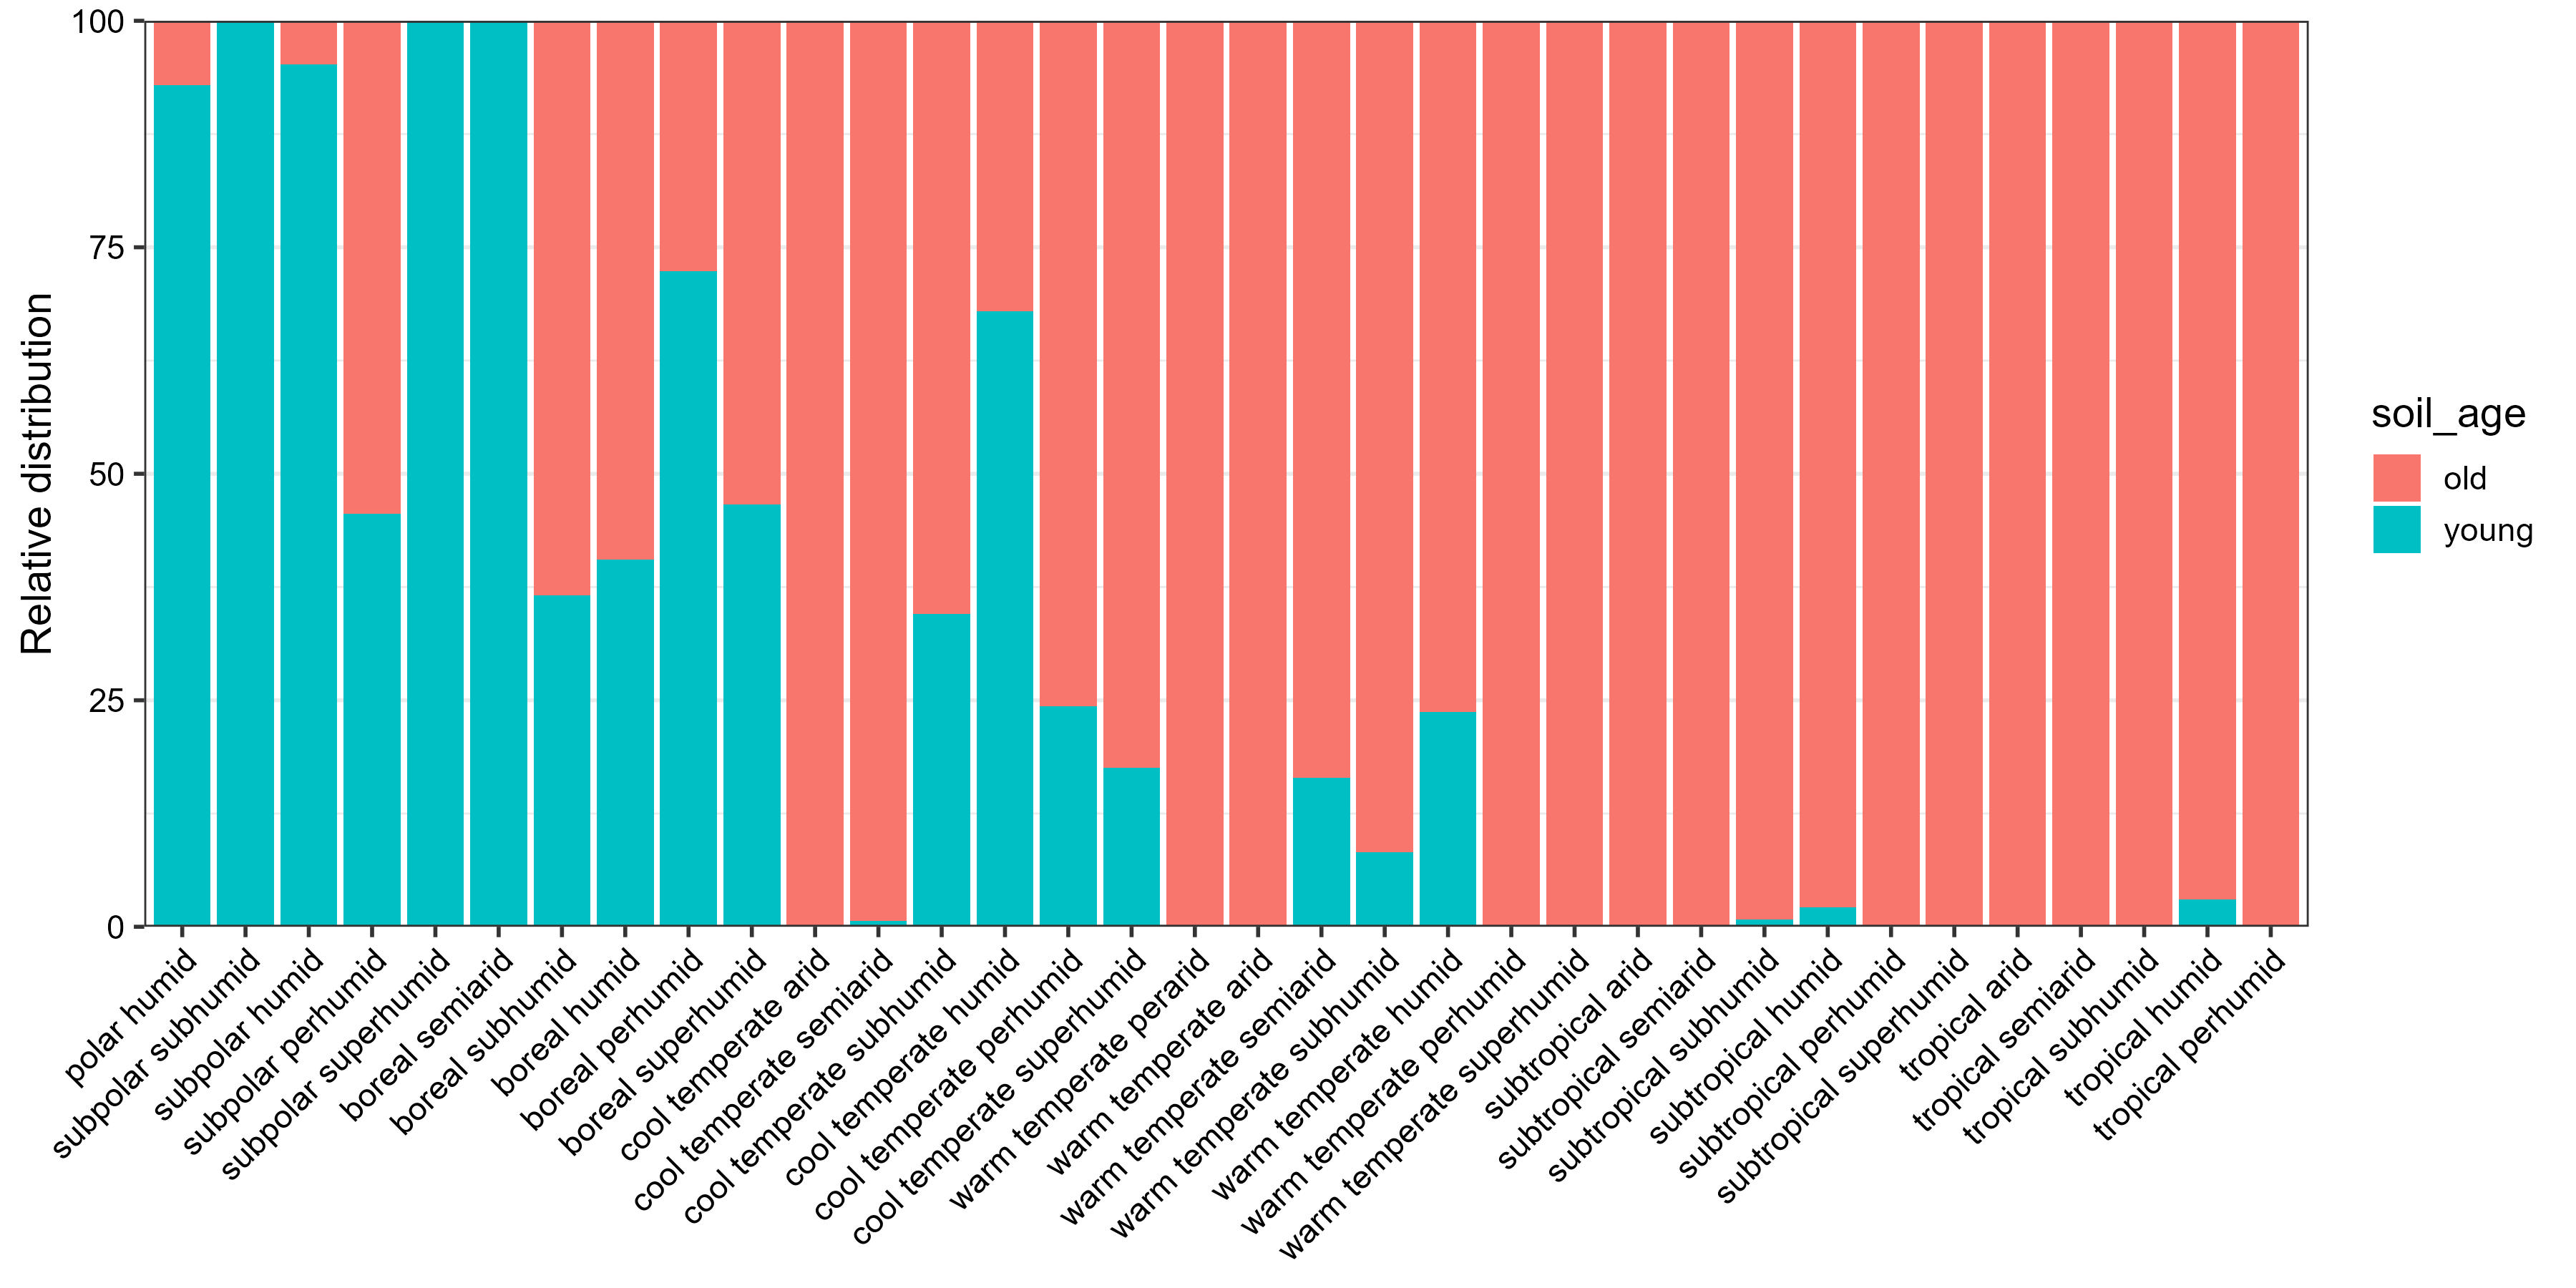 Relative distribution
100
75
50
25
0
polar humid
subpolar subhumid
subpolar humid
subpolar perhumid
subpolar superhumid
boreal semiarid
boreal subhumid
boreal humid
boreal perhumid
boreal superhumid
cool temperate arid
cool temperate semiarid
cool temperate subhumid
cool temperate humid
cool temperate perhumid
cool temperate superhumid
warm temperate perarid
warm temperate arid
warm temperate semiarid
warm temperate subhumid
warm temperate humid
warm temperate perhumid
warm temperate superhumid
subtropical arid
subtropical semiarid
subtropical subhumid
subtropical humid
subtropical perhumid
subtropical superhumid
tropical arid
tropical semiarid
tropical subhumid
tropical humid
tropical perhumid
soil_age
old
young